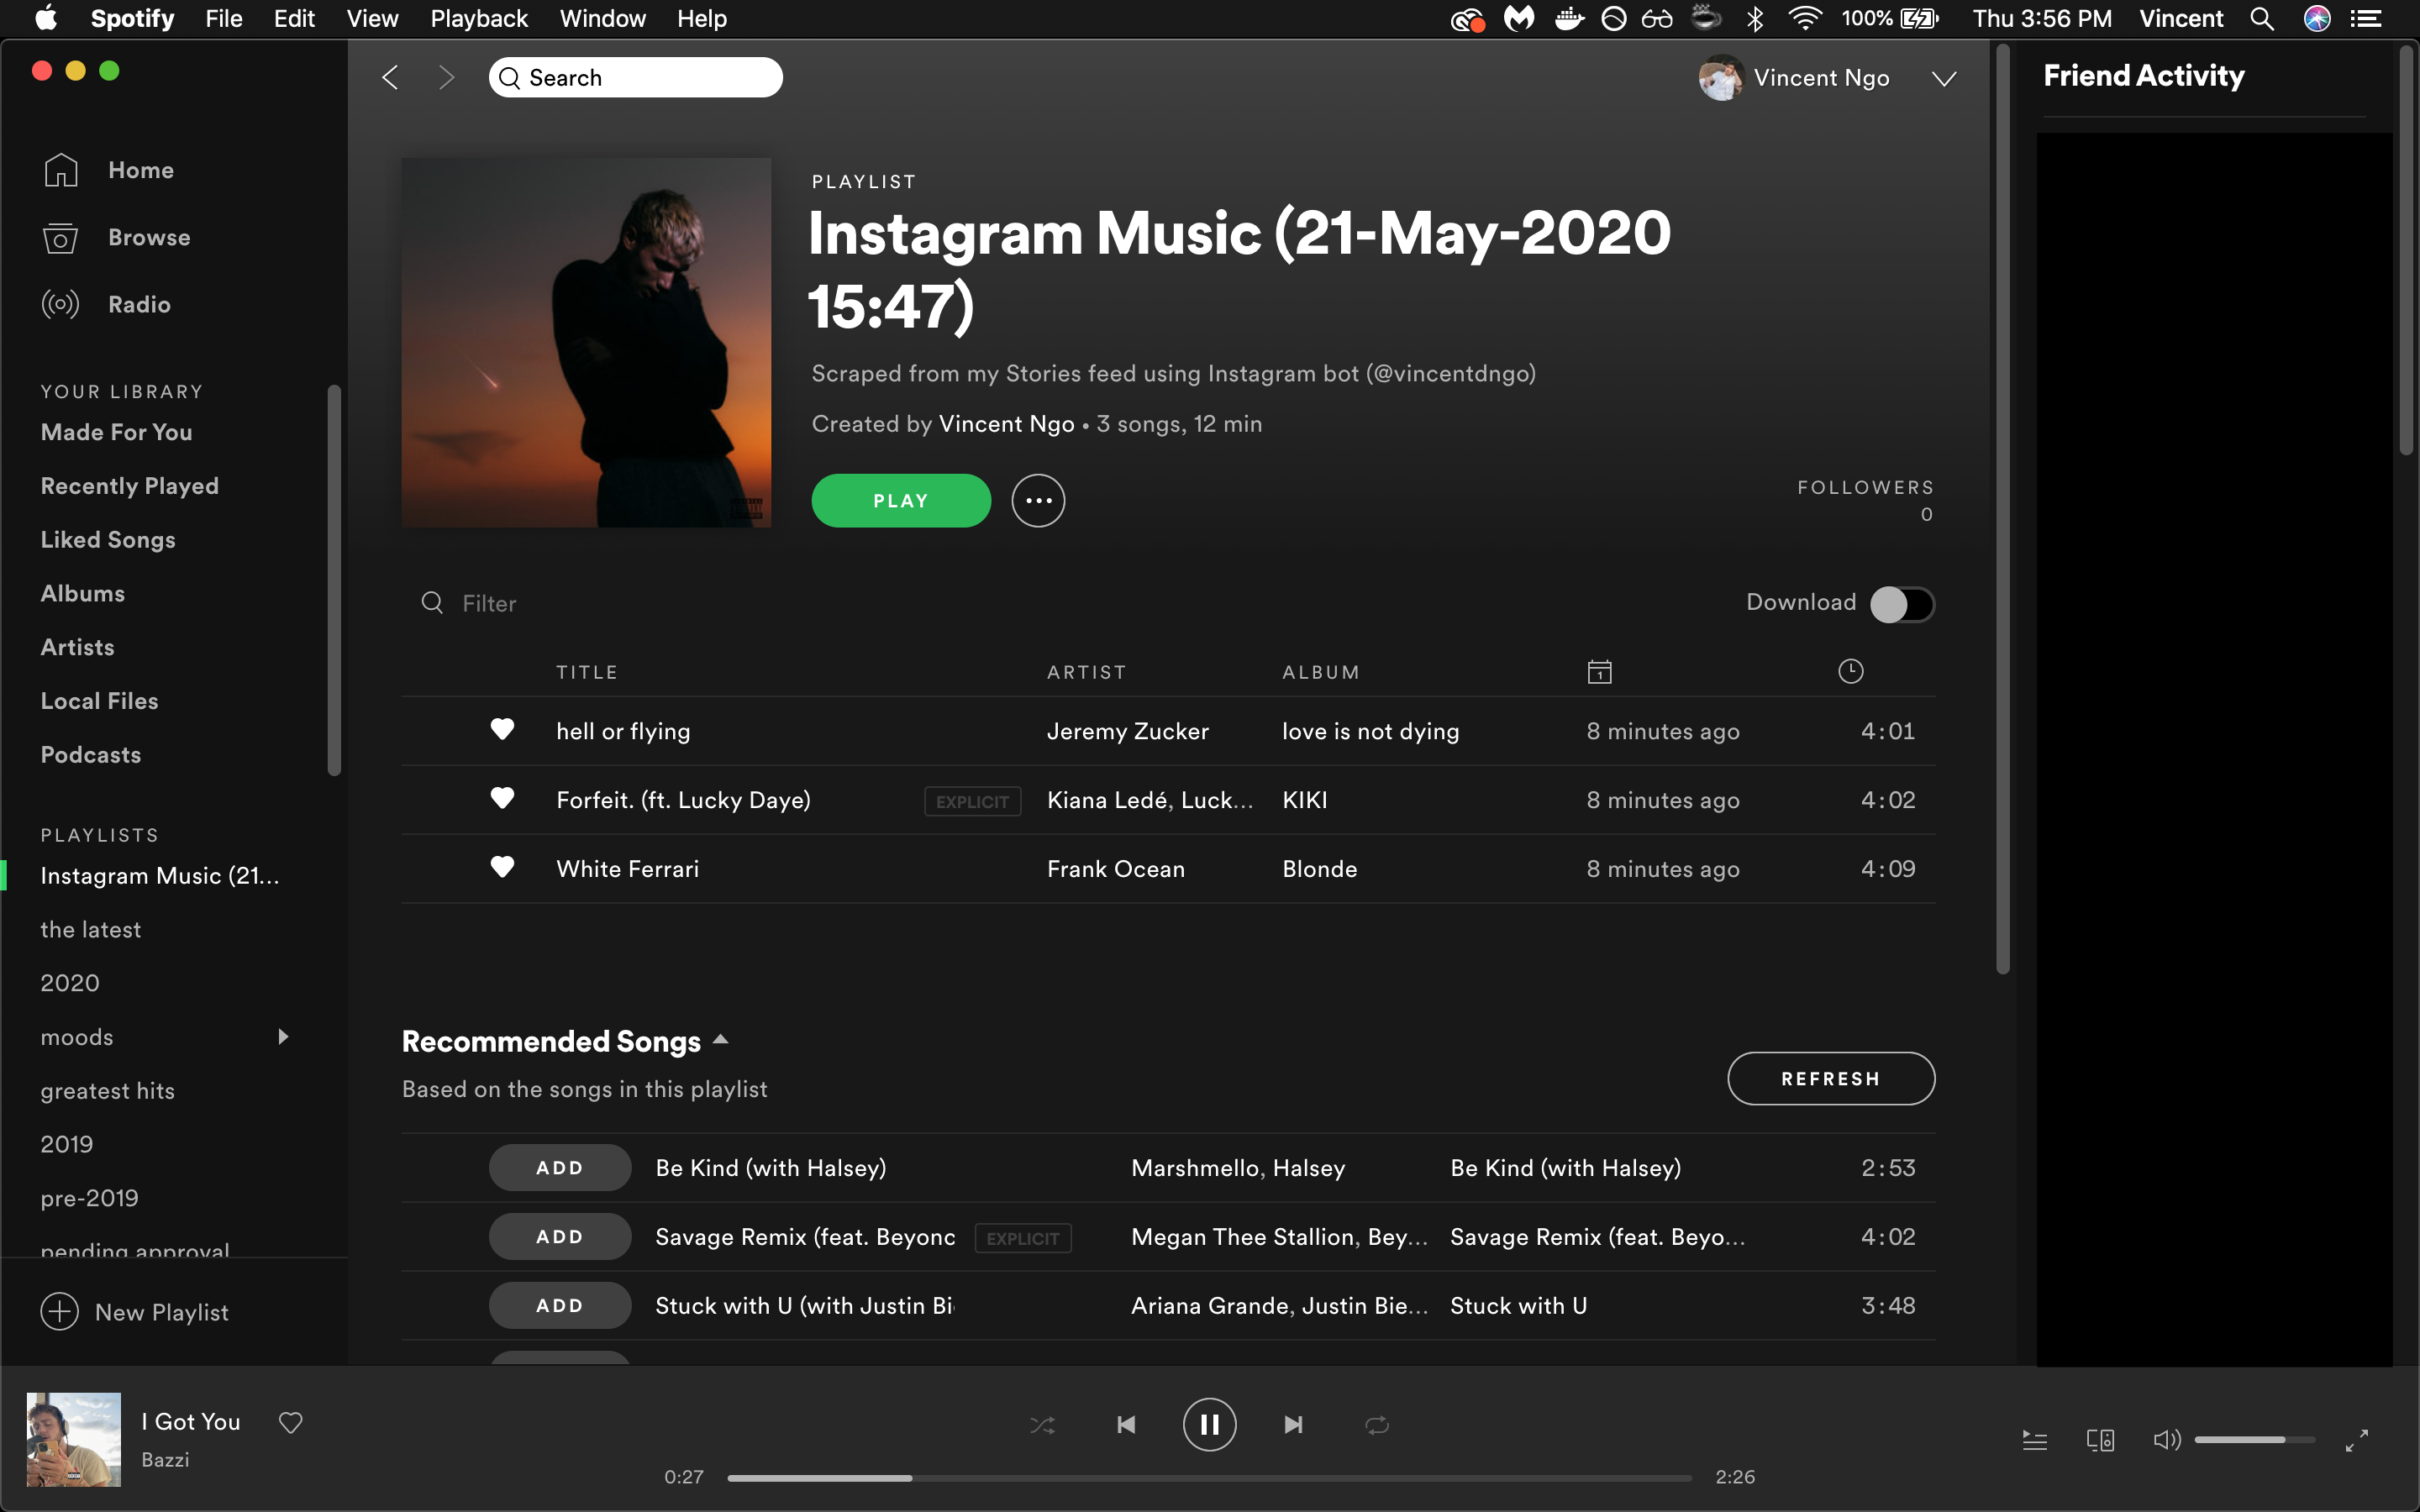 Spotify File Edit View Playback Window Help 100% Thu 3:56 PM Vincent
Search
Vincent Ngo
Friend Activity
Home
Browse
Radio
YOUR LIBRARY
Made For You
Recently Played
Liked Songs
Albums
Artists
Local Files
Podcasts
PLAYLISTS
Instagram Music (21...
the latest
2020
moods
greatest hits
2019
pre-2019
pending approval
New Playlist
PLAYLIST
Instagram Music (21-May-2020
15:47)
Scraped from my Stories feed using Instagram bot (@vincentdngo)
Created by Vincent Ngo • 3 songs, 12 min
PLAY
FOLLOWERS
0
Filter
Download
TITLE ARTIST ALBUM
hell or flying Jeremy Zucker love is not dying 8 minutes ago 4:01
Forfeit. (ft. Lucky Daye) EXPLICIT Kiana Ledé, Luck... KIKI 8 minutes ago 4:02
White Ferrari Frank Ocean Blonde 8 minutes ago 4:09
Recommended Songs
Based on the songs in this playlist
REFRESH
ADD Be Kind (with Halsey) Marshmello, Halsey Be Kind (with Halsey) 2:53
ADD Savage Remix (feat. Beyonc EXPLICIT Megan Thee Stallion, Bey... Savage Remix (feat. Beyo... 4:02
ADD Stuck with U (with Justin Bi Ariana Grande, Justin Bie... Stuck with U 3:48
I Got You
Bazzi
0:27 2:26